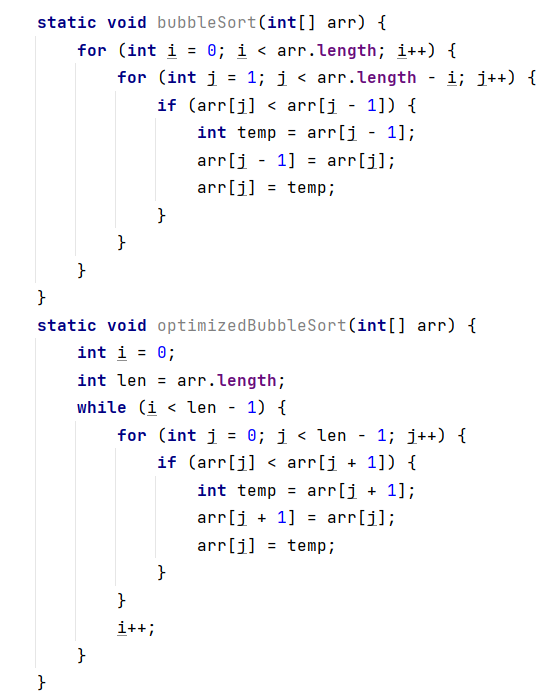 static void bubbleSort(int[] arr) {
    for (int i = 0; i < arr.length; i++) {
        for (int j = 1; j < arr.length - i; j++) {
            if (arr[j] < arr[j - 1]) {
                int temp = arr[j - 1];
                arr[j - 1] = arr[j];
                arr[j] = temp;
            }
        }
    }
}
static void optimizedBubbleSort(int[] arr) {
    int i = 0;
    int len = arr.length;
    while (i < len - 1) {
        for (int j = 0; j < len - 1; j++) {
            if (arr[j] < arr[j + 1]) {
                int temp = arr[j + 1];
                arr[j + 1] = arr[j];
                arr[j] = temp;
            }
        }
        i++;
    }
}